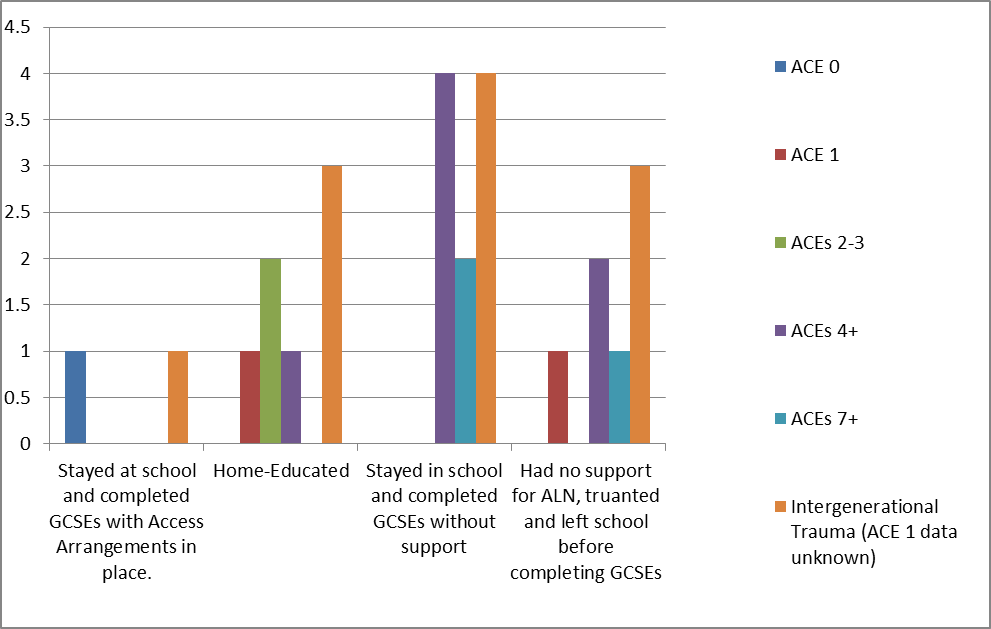 4.5
4
3.5
3
2.5
2
1.5
1
0.5
0
Stayed at school
and completed
GCSEs with Access
Arrangements in
place.
Home-Educated
Stayed in school
and completed
GCSEs without
support
Had no support
for ALN, truanted
and left school
before
completing GCSEs
ACE 0
ACE 1
ACEs 2-3
ACEs 4+
ACEs 7+
Intergenerational
Trauma (ACE 1 data
unknown)